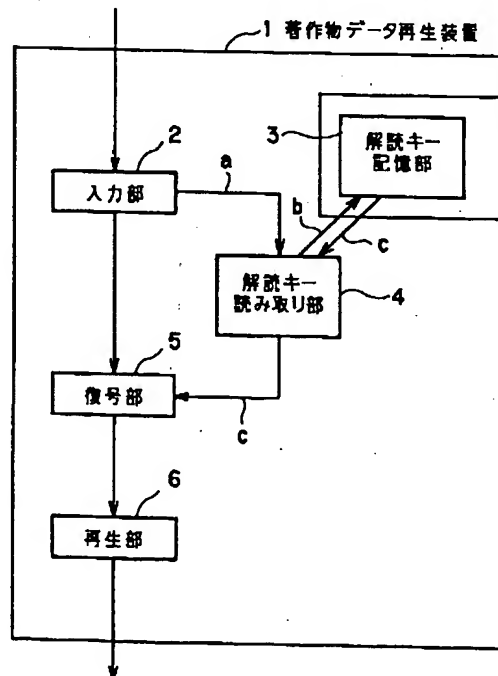 1 著作物データ再生装置
2
入力部
a
3
解読キー
記憶部
b
c
解読キー
読み取り部
4
5
復号部
c
6
再生部